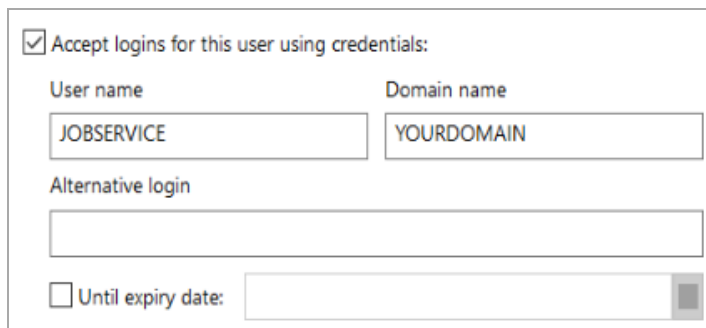 Accept logins for this user using credentials:
User name Domain name
JOBSERVICE YOURDOMAIN
Alternative login
Until expiry date: